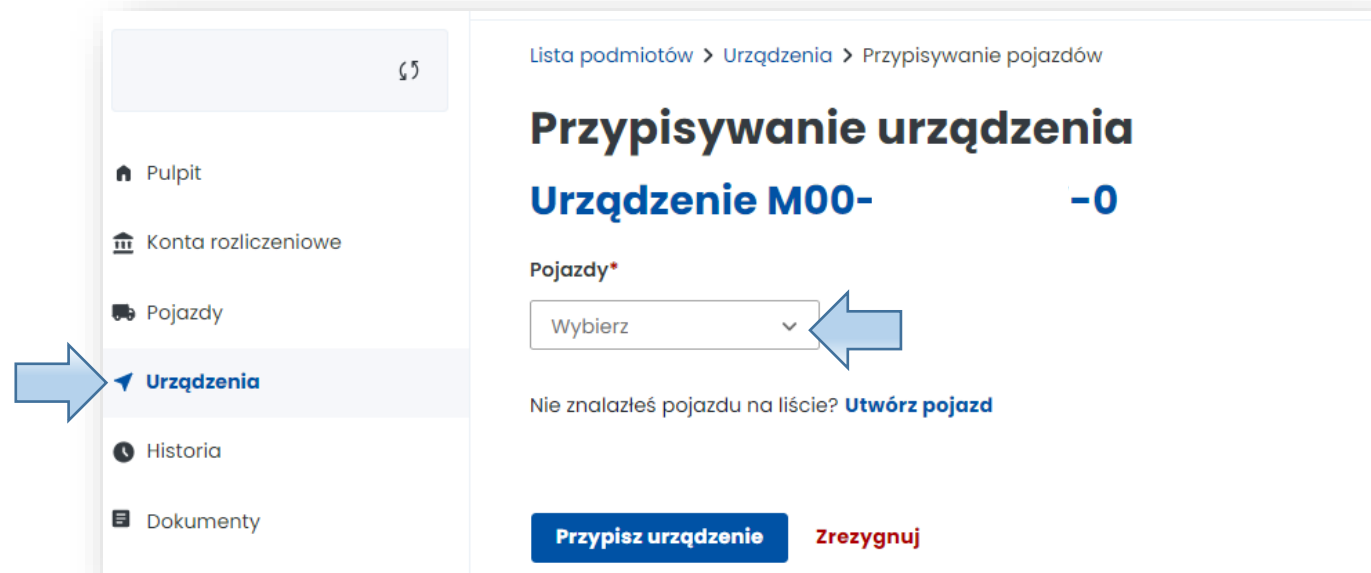 Lista podmiotów > Urządzenia > Przypisywanie pojazdów
Przypisywanie urządzenia
Urządzenie M00- -0
Pojazdy*
Wybierz
Nie znalazłeś pojazdu na liście? Utwórz pojazd
Przypisz urządzenie Zrezygnuj
Pulpit
Konta rozliczeniowe
Pojazdy
Urządzenia
Historia
Dokumenty